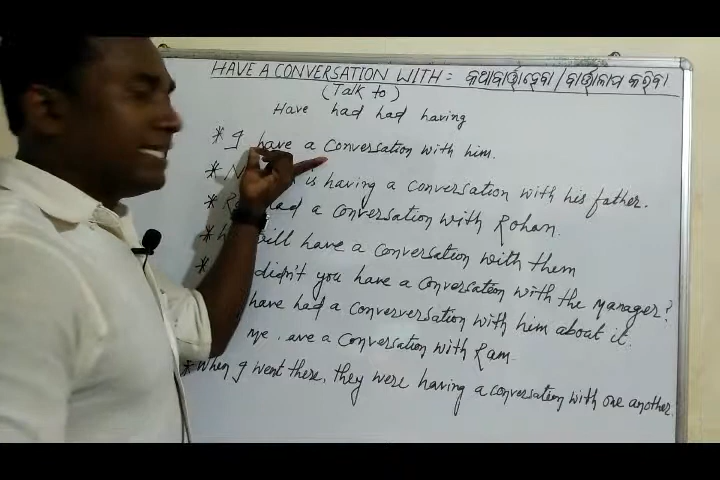 HAVE A CONVERSATION WITH : କଥାବାର୍ତ୍ତା ହେବା / ବାର୍ତ୍ତାଳାପ କରିବା
(Talk to)
Have had had having
* I have a conversation with him.
* is having a conversation with his father.
* had a conversation with Rohan.
* will have a conversation with them
* didn't you have a conversation with the manager?
have had a converversation with him about it.
me a conversation with Ram.
* When I went there, they were having a conversation with one another.